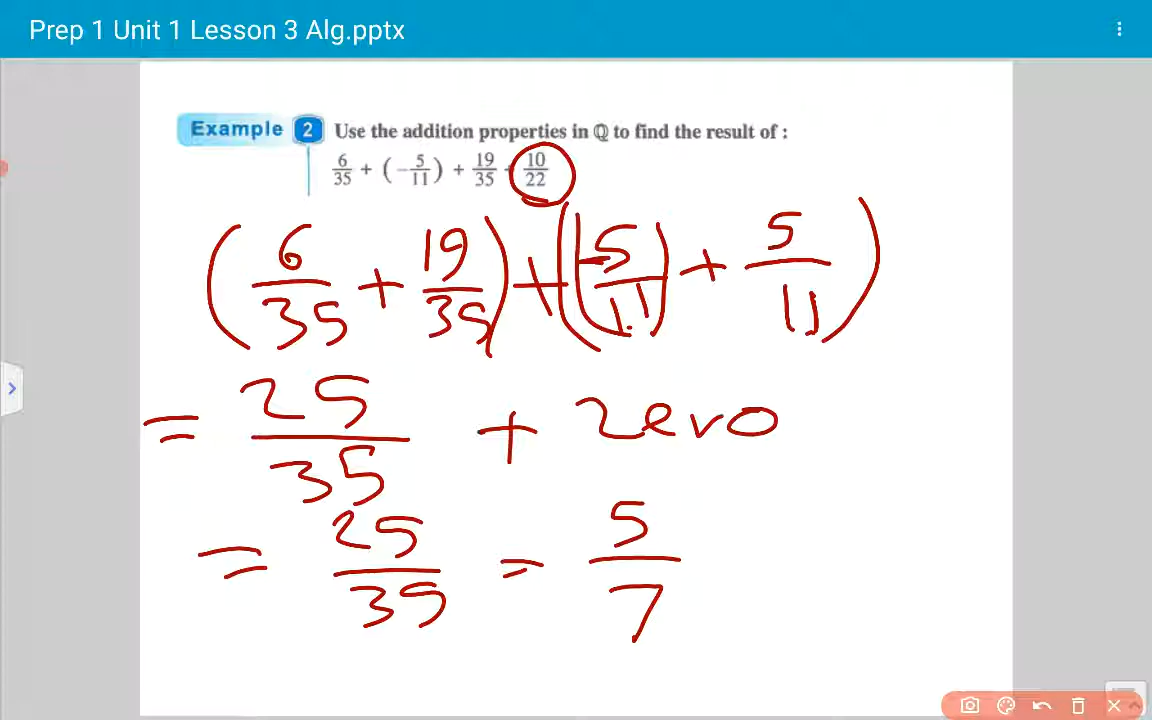 Prep 1 Unit 1 Lesson 3 Alg.pptx
Example 2 Use the addition properties in ℚ to find the result of :
6/35 + (−5/11) + 19/35 + 10/22
(6/35 + 19/35) + ((−5/11) + 5/11)
= 25/35 + zero
= 25/35 = 5/7